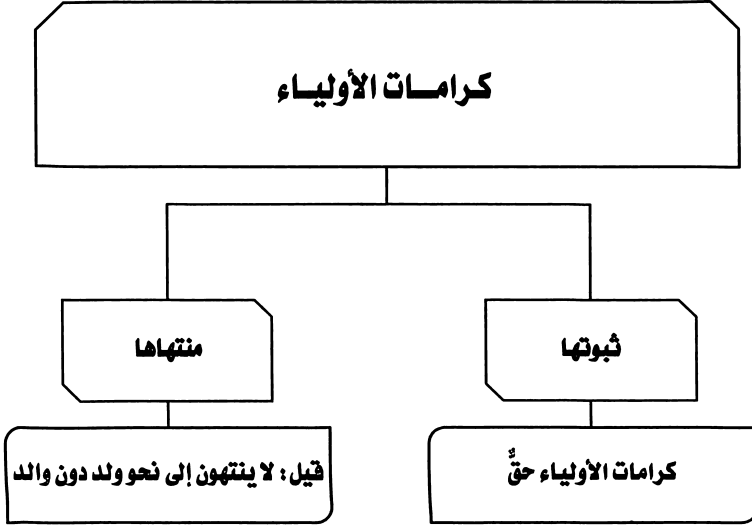 كرامات الأولياء
ثبوتها
منتهاها
كرامات الأولياء حقٌّ
قيل: لا ينتهون إلى نحو ولد دون والد